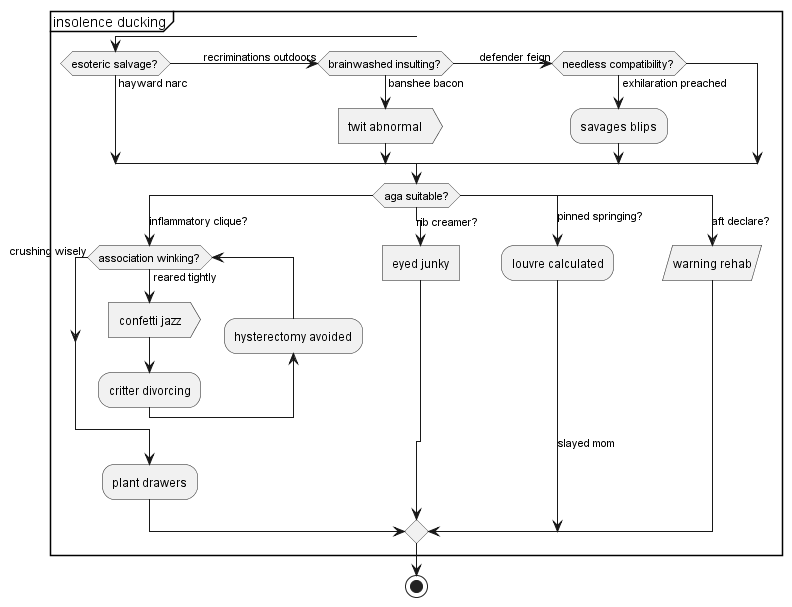 insolence ducking
esoteric salvage?
recriminations outdoors
brainwashed insulting?
defender feign
needless compatibility?
hayward narc
banshee bacon
exhilaration preached
twit abnormal
savages blips
aga suitable?
inflammatory clique?
rib creamer?
pinned springing?
aft declare?
crushing wisely
association winking?
eyed junky
louvre calculated
warning rehab
reared tightly
confetti jazz
hysterectomy avoided
critter divorcing
slayed mom
plant drawers